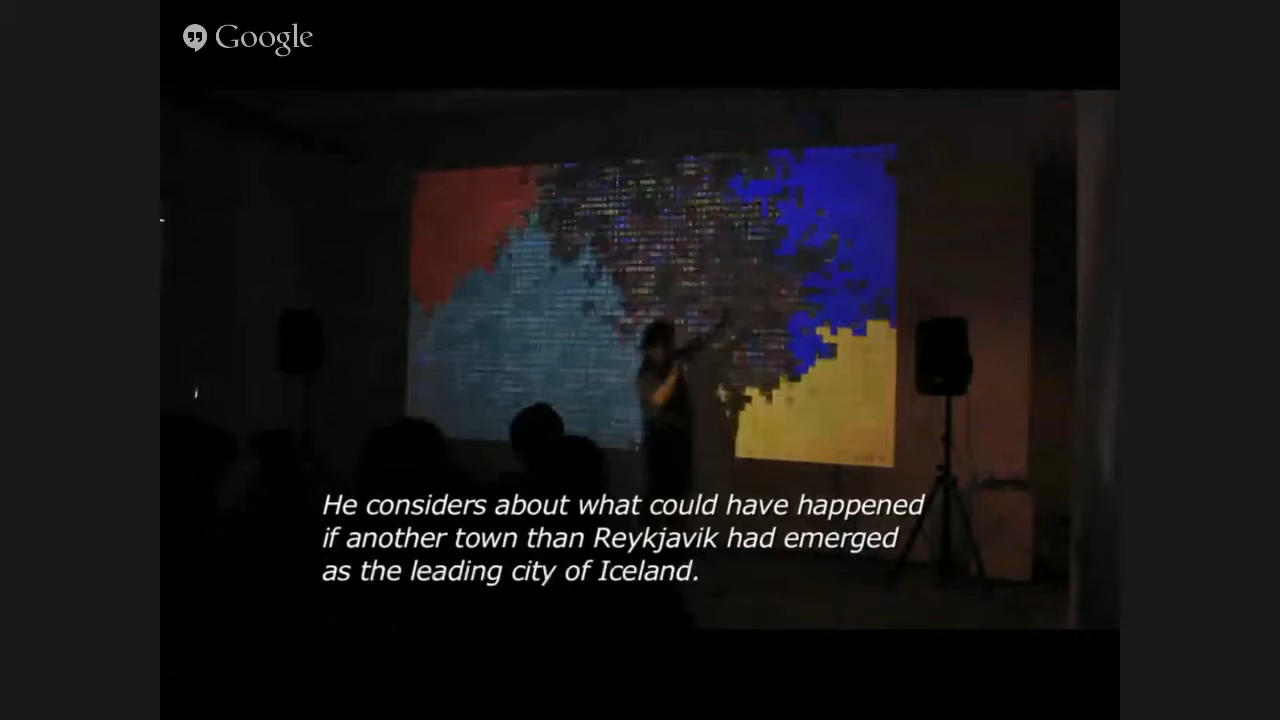 Google
He considers about what could have happened
if another town than Reykjavik had emerged
as the leading city of Iceland.